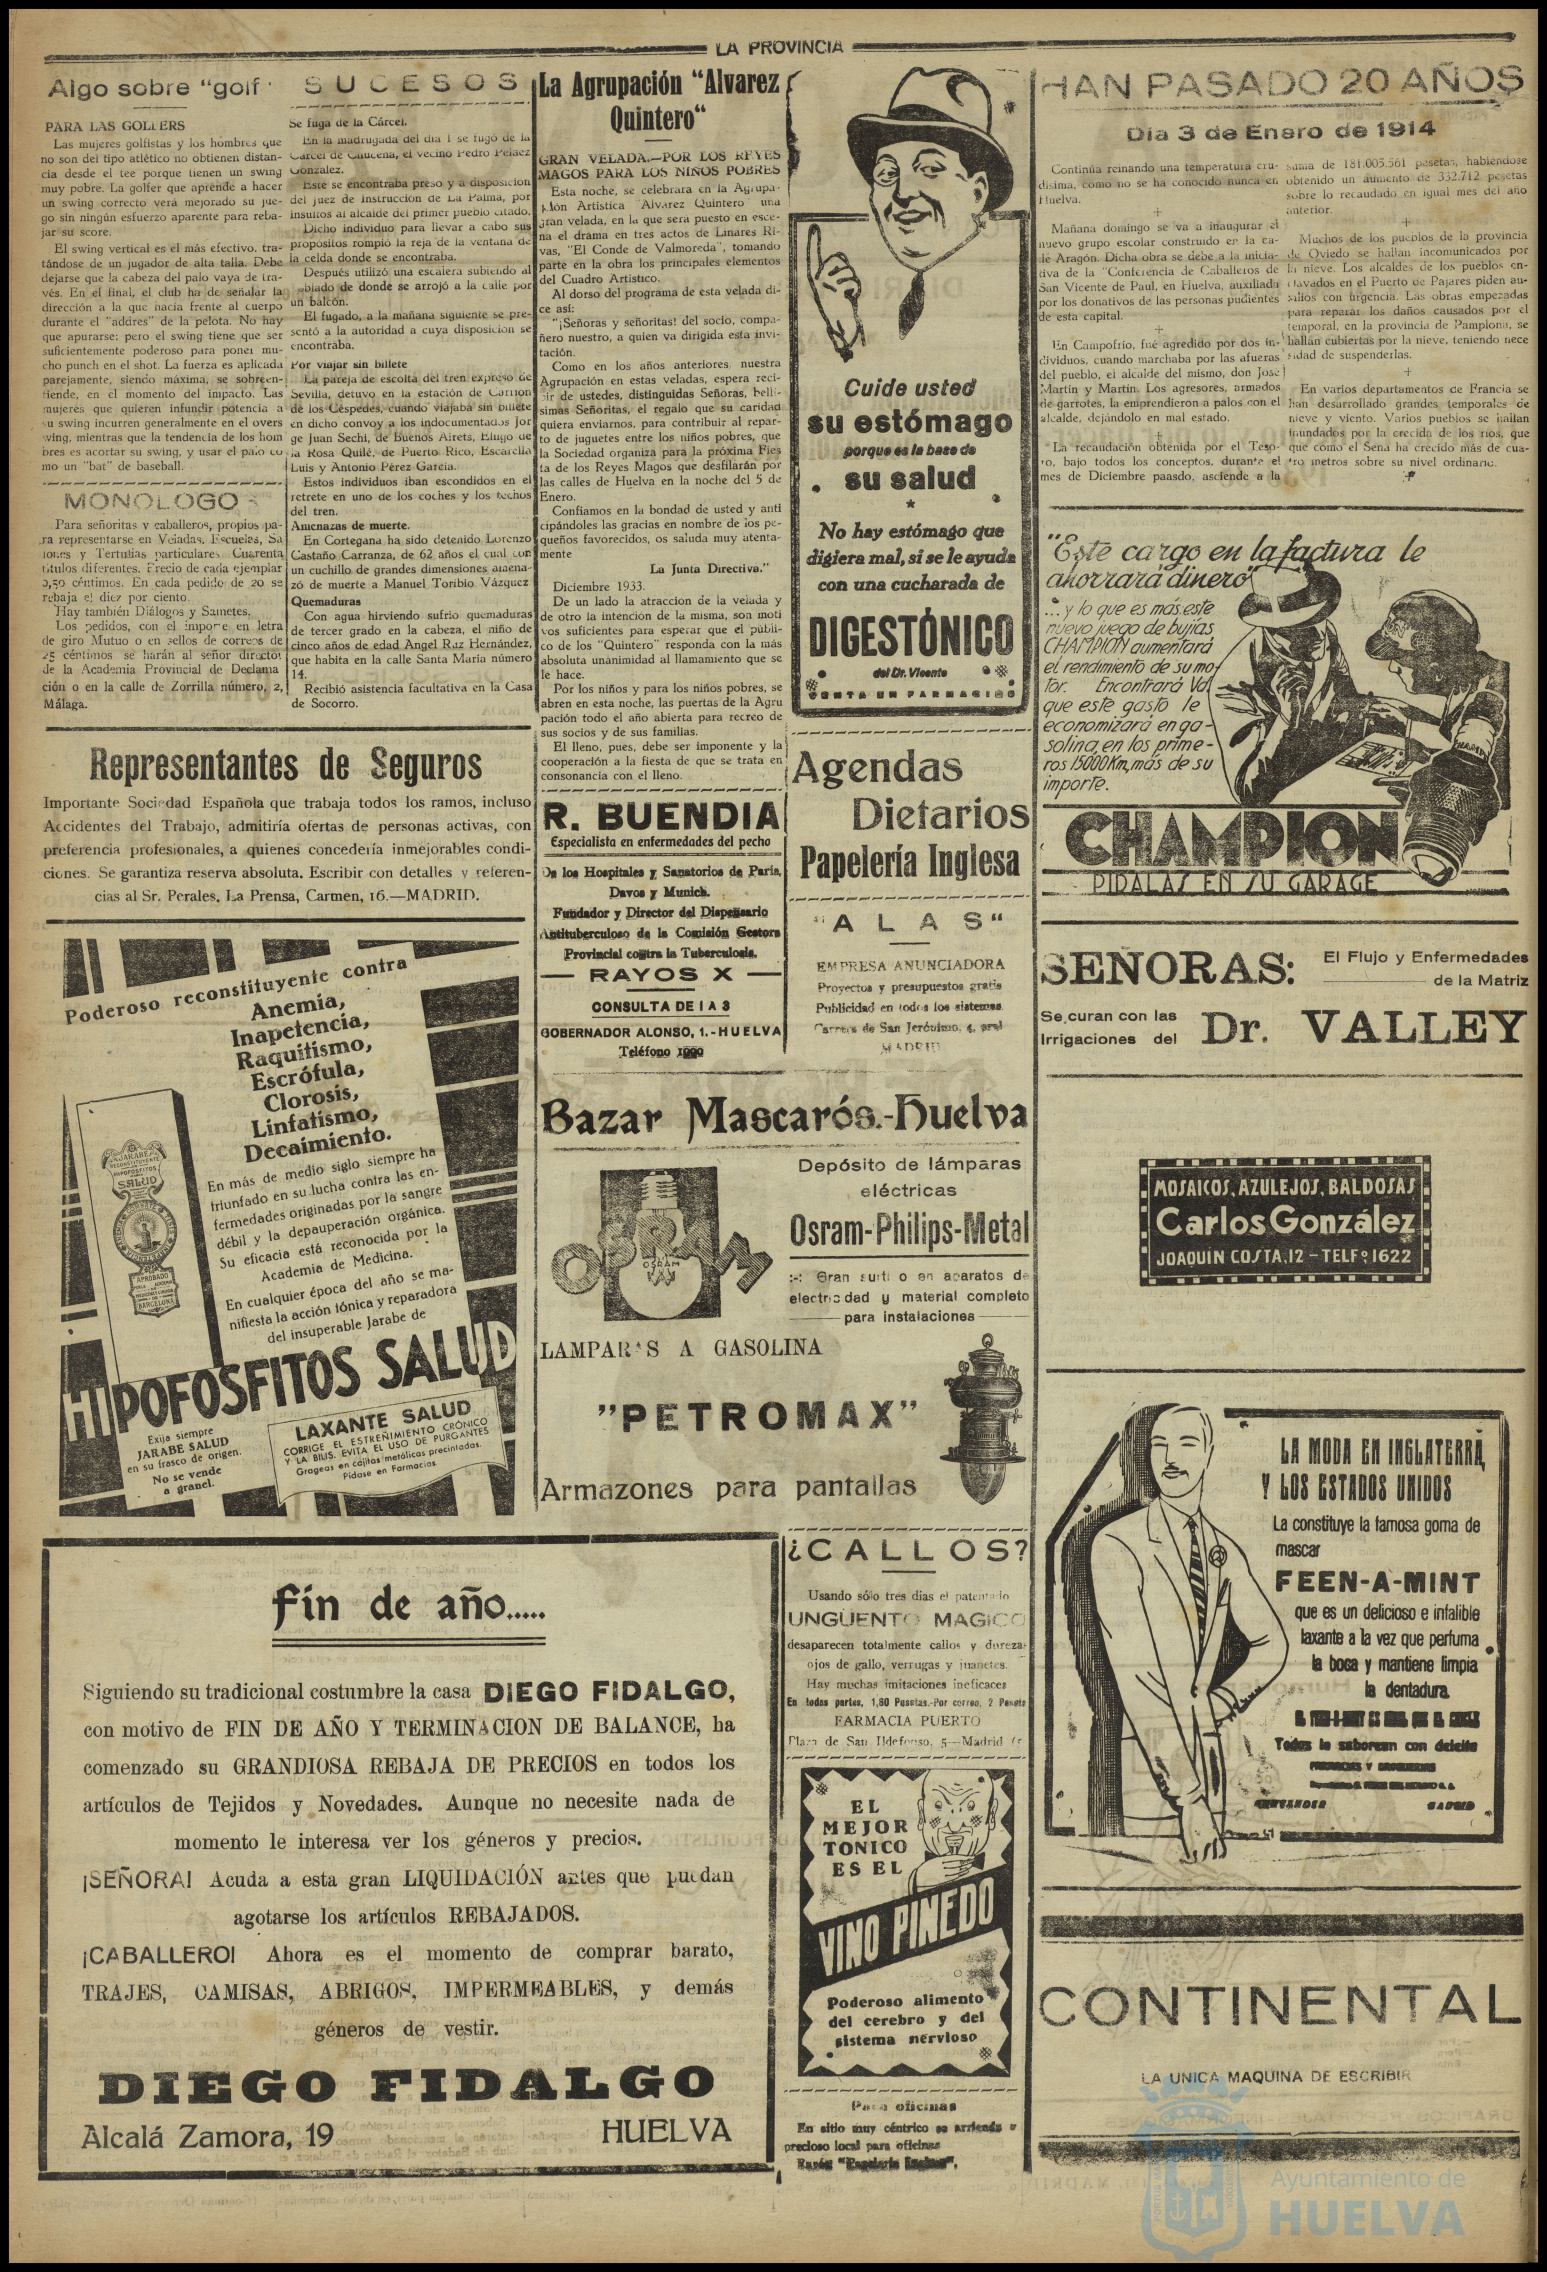 LA PROVINCIA
Algo sobre "golf"
PARA LAS GOLFERS
Las mujeres golfistas y los hombres que
no son del tipo atlético no obtienen distan-
cia desde el tee porque tienen un swing
muy pobre. La golfer que aprende a hacer
un swing correcto verá mejorado su jue-
go sin ningún esfuerzo aparente para reba-
jar su score.
El swing vertical es el más efectivo, tra-
tándose de un jugador de alta talla. Debe
dejarse que la cabeza del palo vaya de tra-
vés. En el final, el club ha de señalar la
dirección a la que hacía frente al cuerpo
durante el "addres" de la pelota. No hay
que apurarse; pero el swing tiene que ser
suficientemente poderoso para poner mu-
cho punch en el shot. La fuerza es aplicada
parejamente, siendo máxima, se sobreen-
tiende, en el momento del impacto. Las
mujeres que quieren infundir potencia a
su swing incurren generalmente en el overs
wing, mientras que la tendencia de los hom
bres es acortar su swing, y usar el palo co
mo un "bat" de baseball.
MONOLOGOS
Para señoritas y caballeros, propios pa-
ra representarse en Veladas, Escuelas, Sa
lones y Tertulias particulares. Cuarenta
títulos diferentes. Precio de cada ejemplar
0,50 céntimos. En cada pedido de 20 se
rebaja el diez por ciento.
Hay también Diálogos y Sainetes.
Los pedidos, con el importe en letra
de giro Mutuo o en sellos de correos de
25 céntimos se harán al señor director
de la Academia Provincial de Declama
ción o en la calle de Zorrilla número, 2,
Málaga.
SUCESOS
Se fuga de la Cárcel.
En la madrugada del día 1 se fugó de la
Cárcel de Chucena, el vecino Pedro Peláez
González.
Este se encontraba preso y a disposición
del juez de Instrucción de La Palma, por
insultos al alcalde del primer pueblo citado.
Dicho individuo para llevar a cabo sus
propósitos rompió la reja de la ventana de
la celda donde se encontraba.
Después utilizó una escalera subiendo al
doblado de donde se arrojó a la calle por
un balcón.
El fugado, a la mañana siguiente se pre-
sentó a la autoridad a cuya disposición se
encontraba.
Por viajar sin billete
La pareja de escolta del tren expreso de
Sevilla, detuvo en la estación de Carrión
de los Céspedes, cuando viajaba sin billete
en dicho convoy a los indocumentados Jor
ge Juan Sechi, de Buenos Aires, Eliugo de
la Rosa Quilé, de Puerto Rico, Escarella
Luis y Antonio Pérez García.
Estos individuos iban escondidos en el
retrete en uno de los coches y los techos
del tren.
Amenazas de muerte.
En Cortegana ha sido detenido Lorenzo
Castaño Carranza, de 62 años el cual con
un cuchillo de grandes dimensiones amena-
zó de muerte a Manuel Toribio Vázquez
Quemaduras
Con agua hirviendo sufrió quemaduras
de tercer grado en la cabeza, el niño de
cinco años de edad Angel Raz Hernández,
que habita en la calle Santa María número
14.
Recibió asistencia facultativa en la Casa
de Socorro.
Representantes de Seguros
Importante Sociedad Española que trabaja todos los ramos, incluso
Accidentes del Trabajo, admitiría ofertas de personas activas, con
preferencia profesionales, a quienes concedería inmejorables condi-
ciones. Se garantiza reserva absoluta. Escribir con detalles y referen-
cias al Sr. Perales, La Prensa, Carmen, 16.—MADRID.
Poderoso reconstituyente contra
Anemia,
Inapetencia,
Raquitismo,
Escrófula,
Clorosis,
Linfatismo,
Decaimiento.
En más de medio siglo siempre ha
triunfado en su lucha contra las en-
fermedades originadas por la sangre
débil y la depauperación orgánica.
Su eficacia está reconocida por la
Academia de Medicina.
En cualquier época del año se ma-
nifiesta la acción tónica y reparadora
del insuperable Jarabe de
JARABE
HIPOFOSFITOS
SALUD
APROBADO
BARCELONA
HIPOFOSFITOS SALUD
Exija siempre
JARABE SALUD
en su frasco de origen.
No se vende
a granel.
LAXANTE SALUD
CORRIGE EL ESTREÑIMIENTO CRÓNICO
Y LA BILIS. EVITA EL USO DE PURGANTES
Grageas en cajitas metálicas precintadas.
Pídase en Farmacias.
La Agrupación "Alvarez
Quintero"
GRAN VELADA.—POR LOS REYES
MAGOS PARA LOS NIÑOS POBRES
Esta noche, se celebrará en la Agrupa-
ción Artística Alvarez Quintero una
gran velada, en la que será puesto en esce-
na el drama en tres actos de Linares Ri-
vas, "El Conde de Valmoreda", tomando
parte en la obra los principales elementos
del Cuadro Artístico.
Al dorso del programa de esta velada di-
ce así:
"¡Señoras y señoritas! del socio, compa-
ñero nuestro, a quien va dirigida esta invi-
tación.
Como en los años anteriores, nuestra
Agrupación en estas veladas, espera reci-
bir de ustedes, distinguidas Señoras, bellí-
simas Señoritas, el regalo que su caridad
quiera enviarnos, para contribuir al repar-
to de juguetes entre los niños pobres, que
la Sociedad organiza para la próxima Fies
ta de los Reyes Magos que desfilarán por
las calles de Huelva en la noche del 5 de
Enero.
Confiamos en la bondad de usted y anti
cipándoles las gracias en nombre de los pe-
queños favorecidos, os saluda muy atenta-
mente
La Junta Directiva."
Diciembre 1933.
De un lado la atracción de la velada y
de otro la intención de la misma, son moti
vos suficientes para esperar que el públi-
co de los "Quintero" responda con la más
absoluta unanimidad al llamamiento que se
le hace.
Por los niños y para los niños pobres, se
abren en esta noche, las puertas de la Agru
pación todo el año abierta para recreo de
sus socios y de sus familias.
El lleno, pues, debe ser imponente y la
cooperación a la fiesta de que se trata en
consonancia con el lleno.
R. BUENDIA
Especialista en enfermedades del pecho
De los Hospitales y Sanatorios de París,
Davos y Munich.
Fundador y Director del Dispensario
Antituberculoso de la Comisión Gestora
Provincial contra la Tuberculosis.
RAYOS X
CONSULTA DE 1 A 3
GOBERNADOR ALONSO, 1.-HUELVA
Teléfono 1990
Cuide usted
su estómago
porque es la base de
su salud
No hay estómago que
digiera mal, si se le ayuda
con una cucharada de
DIGESTÓNICO
del Dr. Vicente
VENTA EN FARMACIAS
Agendas
Dietarios
Papelería Inglesa
"ALAS"
EMPRESA ANUNCIADORA
Proyectos y presupuestos gratis
Publicidad en todos los sistemas.
Carrera de San Jerónimo, 4, pral
MADRID
Bazar Mascarós.-Huelva
OSRAM
OSRAM
Depósito de lámparas
eléctricas
Osram-Philips-Metal
:-: Gran surti o en aparatos de
electricidad y material completo
para instalaciones
LAMPARAS A GASOLINA
"PETROMAX"
Armazones para pantallas
HAN PASADO 20 AÑOS
Día 3 de Enero de 1914
Continúa reinando una temperatura cru-
dísima, como no se ha conocido nunca en
Huelva.
+
Mañana domingo se va a inaugurar el
nuevo grupo escolar construido en la ca-
lle Aragón. Dicha obra se debe a la inicia-
tiva de la "Conferencia de Caballeros de
San Vicente de Paul, en Huelva, auxiliada
por los donativos de las personas pudientes
de esta capital.
+
En Campofrío, fué agredido por dos in-
dividuos, cuando marchaba por las afueras
del pueblo, el alcalde del mismo, don José
Martín y Martín. Los agresores, armados
de garrotes, la emprendieron a palos con el
alcalde, dejándolo en mal estado.
+
La recaudación obtenida por el Teso-
ro, bajo todos los conceptos, durante el
mes de Diciembre paasdo, asciende a la
suma de 181.005.561 pesetas, habiéndose
obtenido un aumento de 332.712 pesetas
sobre lo recaudado en igual mes del año
anterior.
+
Muchos de los pueblos de la provincia
de Oviedo se hallan incomunicados por
la nieve. Los alcaldes de los pueblos en-
clavados en el Puerto de Pajares piden au-
xilios con urgencia. Las obras empezadas
para reparar los daños causados por el
temporal, en la provincia de Pamplona, se
hallan cubiertas por la nieve, teniendo nece
sidad de suspenderlas.
+
En varios departamentos de Francia se
han desarrollado grandes temporales de
nieve y viento. Varios pueblos se hallan
inundados por la crecida de los ríos, que
que como el Sena ha crecido más de cua-
tro metros sobre su nivel ordinario.
+
"Este cargo en la factura le
ahorrará dinero"
... y lo que es más, este
nuevo juego de bujías
CHAMPION aumentará
el rendimiento de su mo-
tor. Encontrará Vd.
que este gasto le
economizará en ga-
solina, en los prime-
ros 15000 Km, más de su
importe.
CHAMPION
PIDALAS EN SU GARAGE
SEÑORAS:
El Flujo y Enfermedades
de la Matriz
Se curan con las
Irrigaciones del
Dr. VALLEY
MOSAICOS, AZULEJOS, BALDOSAS
Carlos González
JOAQUIN COSTA, 12 - TELFº 1622
LA MODA EN INGLATERRA,
Y LOS ESTADOS UNIDOS
La constituye la famosa goma de
mascar
FEEN-A-MINT
que es un delicioso e infalible
laxante a la vez que perfuma
la boca y mantiene limpia
la dentadura
Todos lo saborean con deleite
FARMACIAS Y DROGUERIAS
SANTANDER MADRID
CONTINENTAL
LA UNICA MAQUINA DE ESCRIBIR
Fin de año.....
Siguiendo su tradicional costumbre la casa DIEGO FIDALGO,
con motivo de FIN DE AÑO Y TERMINACION DE BALANCE, ha
comenzado su GRANDIOSA REBAJA DE PRECIOS en todos los
artículos de Tejidos y Novedades. Aunque no necesite nada de
momento le interesa ver los géneros y precios.
¡SEÑORA! Acuda a esta gran LIQUIDACIÓN antes que puedan
agotarse los artículos REBAJADOS.
¡CABALLERO! Ahora es el momento de comprar barato,
TRAJES, CAMISAS, ABRIGOS, IMPERMEABLES, y demás
géneros de vestir.
DIEGO FIDALGO
Alcalá Zamora, 19 HUELVA
¿CALLOS?
Usando sólo tres días el patentado
UNGÜENTO MAGICO
desaparecen totalmente callos y dureza
ojos de gallo, verrugas y juanetes.
Hay muchas imitaciones ineficaces
En todas partes, 1,60 Pesetas.-Por correo, 2 Peseta
FARMACIA PUERTO
Plaza de San Ildefonso, 5—Madrid
EL
MEJOR
TONICO
ES EL
VINO PINEDO
Poderoso alimento
del cerebro y del
sistema nervioso
Para oficinas
En sitio muy céntrico se arrienda
precioso local para oficinas
Razón "Papelería Inglesa".
Ayuntamiento de
HUELVA